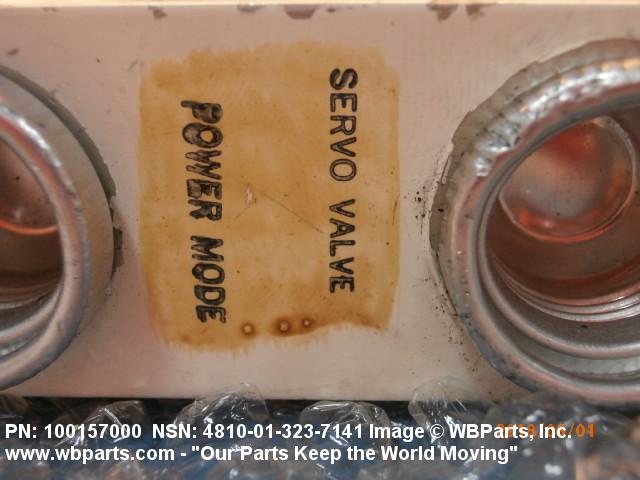 SERVO VALVE
POWER MODE
PN: 100157000 NSN: 4810-01-323-7141 Image © WBParts, Inc.
www.wbparts.com - "Our Parts Keep the World Moving"